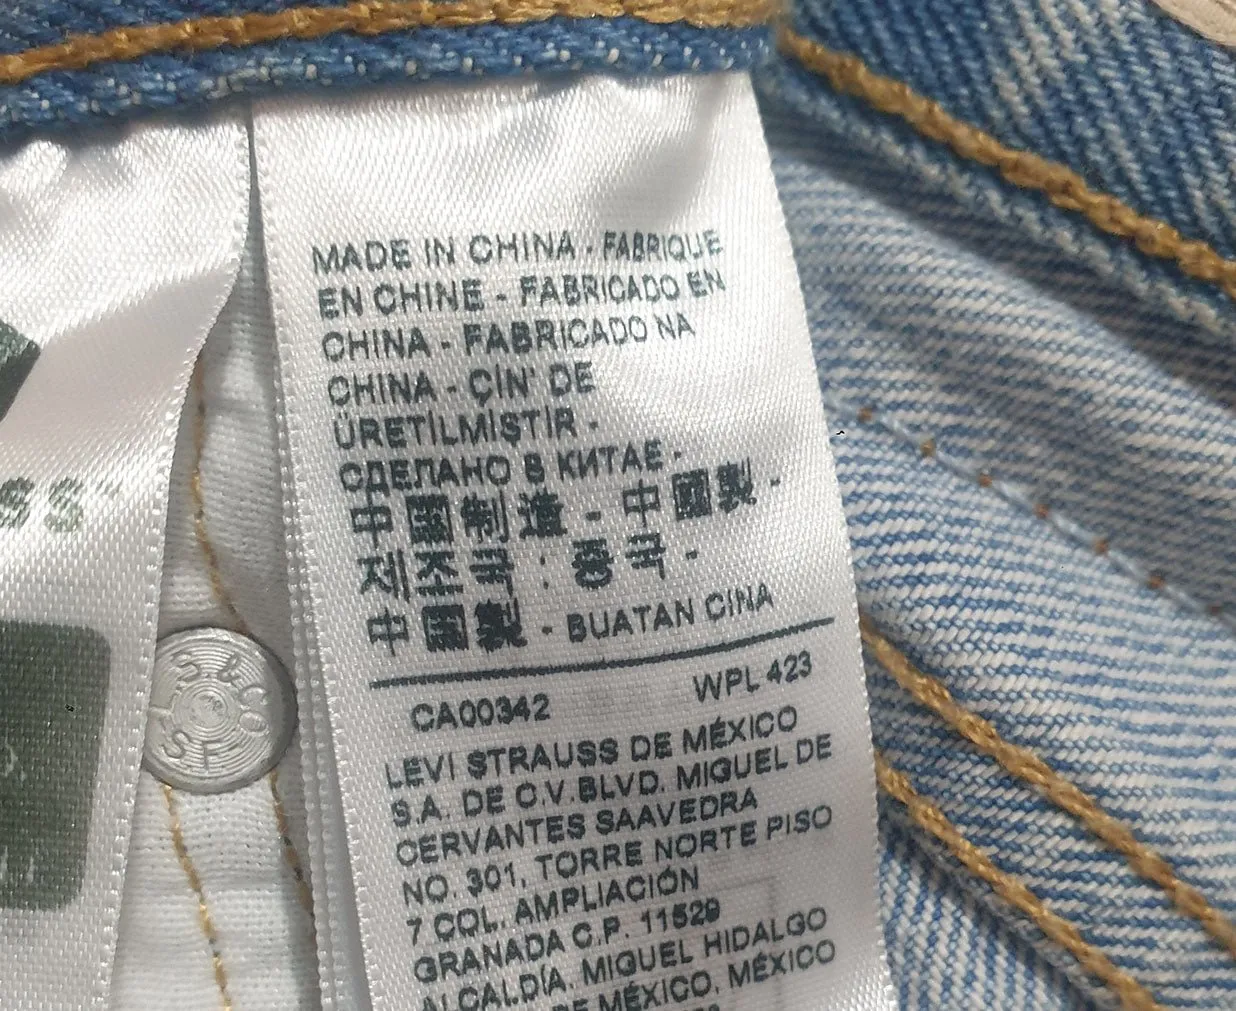 MADE IN CHINA - FABRIQUE
EN CHINE - FABRICADO EN
CHINA - FABRICADO NA
CHINA - ÇİN' DE
ÜRETİLMİŞTİR -
СДЕЛАНО В КИТАЕ -
中國制造 - 中國製 -
제조국 : 중국 -
中國製 - BUATAN CINA
CA00342 WPL 423
LEVI STRAUSS DE MÉXICO
S.A. DE C.V.BLVD. MIGUEL DE
CERVANTES SAAVEDRA
NO. 301, TORRE NORTE PISO
7 COL. AMPLIACIÓN
GRANADA C.P. 11529
ALCALDÍA. MIGUEL HIDALGO
DE MÉXICO, MÉXICO